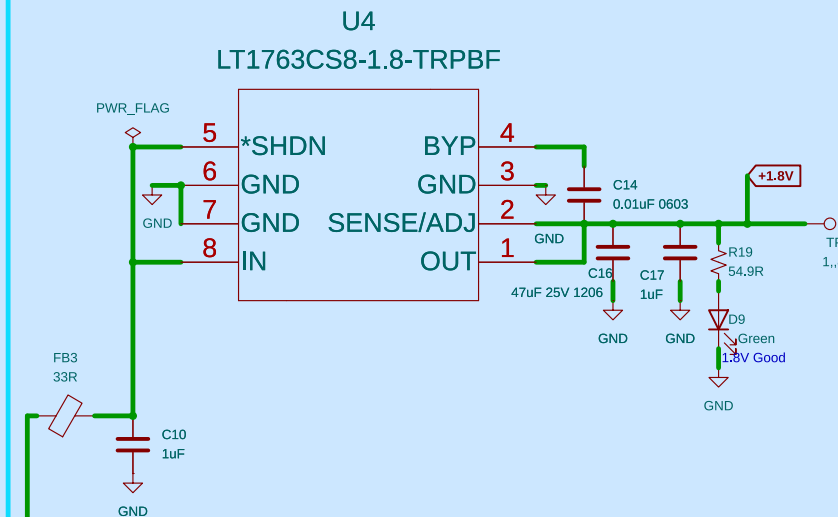 U4
LT1763CS8-1.8-TRPBF
PWR_FLAG
5
*SHDN
BYP
4
6
GND
GND
3
GND
7
GND
SENSE/ADJ
2
GND
8
IN
OUT
1
C14
0.01uF 0603
+1.8V
C16
47uF 25V 1206
GND
C17
1uF
GND
R19
54.9R
D9
Green
1.8V Good
GND
1,,
FB3
33R
C10
1uF
GND